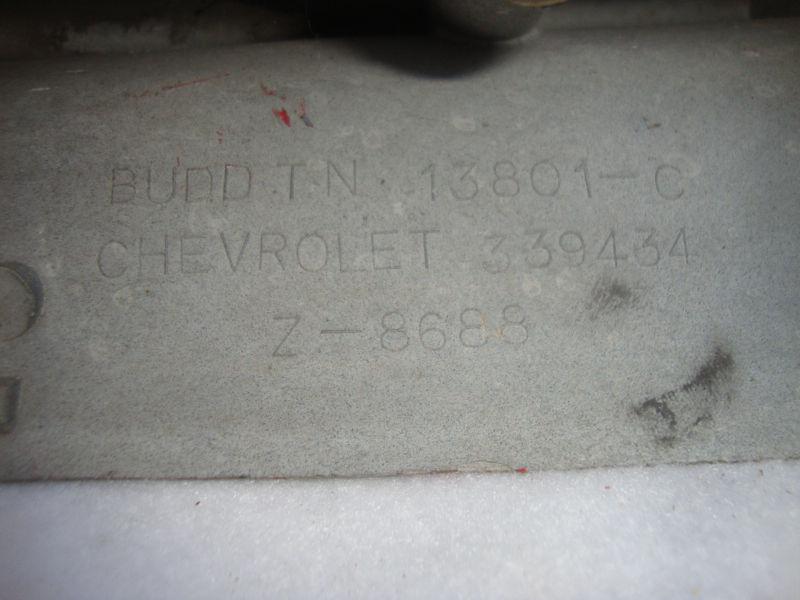 BUDD T.N. 13801-C
CHEVROLET 339434
Z-8688